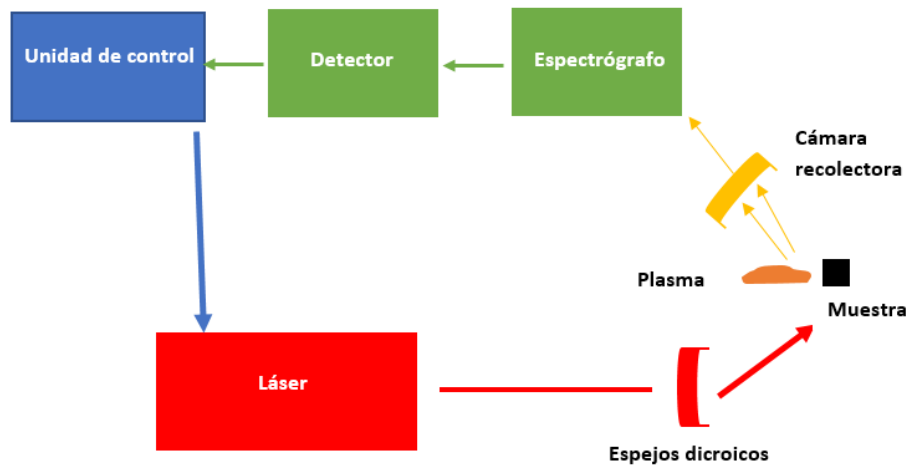 Unidad de control
Detector
Espectrógrafo
Cámara
recolectora
Plasma
Muestra
Láser
Espejos dicroicos